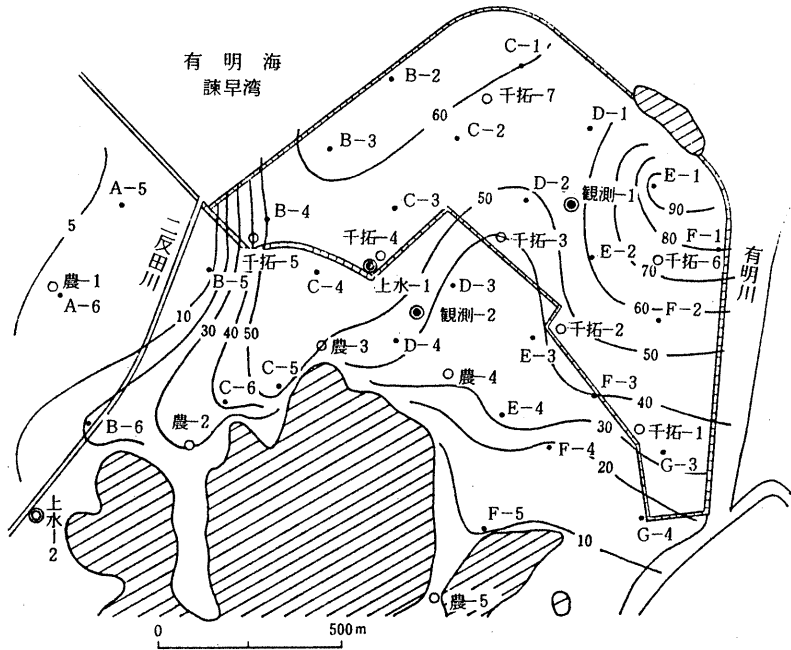 有明海
諫早湾
C-1
B-2
千拓-7
60
D-1
C-2
B-3
E-1
A-5
50
D-2
観測-1
90
C-3
5
B-4
80
F-1
二反田川
千拓-4
千拓-3
有明川
千拓-5
E-2
70
千拓-6
農-1
A-6
B-5
C-4
上水-1
D-3
10
60
F-2
30
40
50
観測-2
千拓-2
農-3
D-4
E-3
50
C-5
農-4
F-3
C-6
40
B-6
農-2
E-4
30
千拓-1
F-4
20
G-3
上水-2
F-5
10
G-4
農-5
0
500m